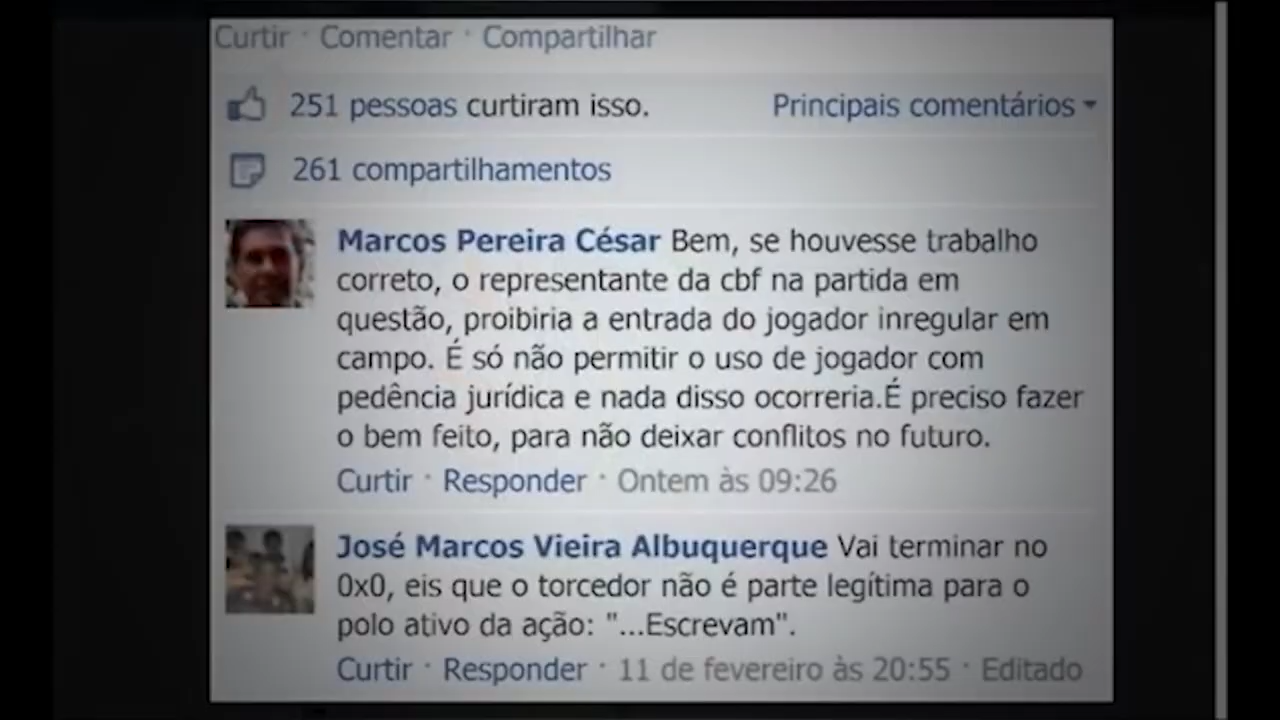 Curtir · Comentar · Compartilhar
251 pessoas curtiram isso.
Principais comentários
261 compartilhamentos
Marcos Pereira César Bem, se houvesse trabalho
correto, o representante da cbf na partida em
questão, proibiria a entrada do jogador inregular em
campo. É só não permitir o uso de jogador com
pedência jurídica e nada disso ocorreria.É preciso fazer
o bem feito, para não deixar conflitos no futuro.
Curtir · Responder · Ontem às 09:26
José Marcos Vieira Albuquerque Vai terminar no
0x0, eis que o torcedor não é parte legítima para o
polo ativo da ação: "...Escrevam".
Curtir · Responder · 11 de fevereiro às 20:55 · Editado